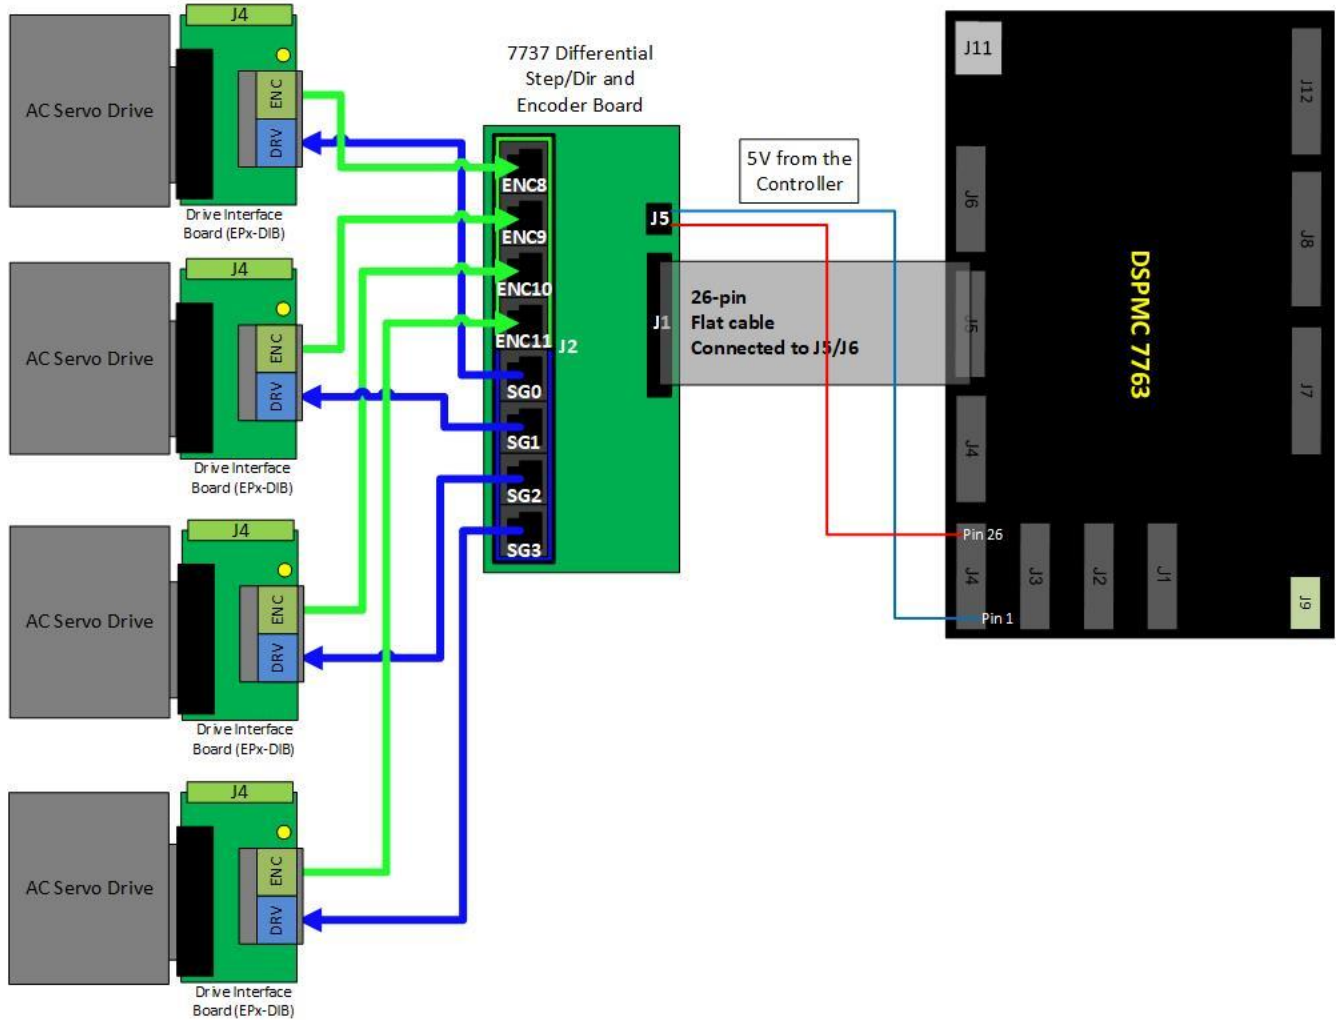 J4
AC Servo Drive
ENC
DRV
Drive Interface
Board (EPx-DIB)
J4
AC Servo Drive
ENC
DRV
Drive Interface
Board (EPx-DIB)
J4
AC Servo Drive
ENC
DRV
Drive Interface
Board (EPx-DIB)
J4
AC Servo Drive
ENC
DRV
Drive Interface
Board (EPx-DIB)
7737 Differential
Step/Dir and
Encoder Board
ENC8
ENC9
ENC10
ENC11
J2
SG0
SG1
SG2
SG3
J5
J1
5V from the
Controller
26-pin
Flat cable
Connected to J5/J6
J11
J12
J6
J8
J5
DSPMC 7763
J7
J4
Pin 26
J4
J3
J2
J1
J9
Pin 1